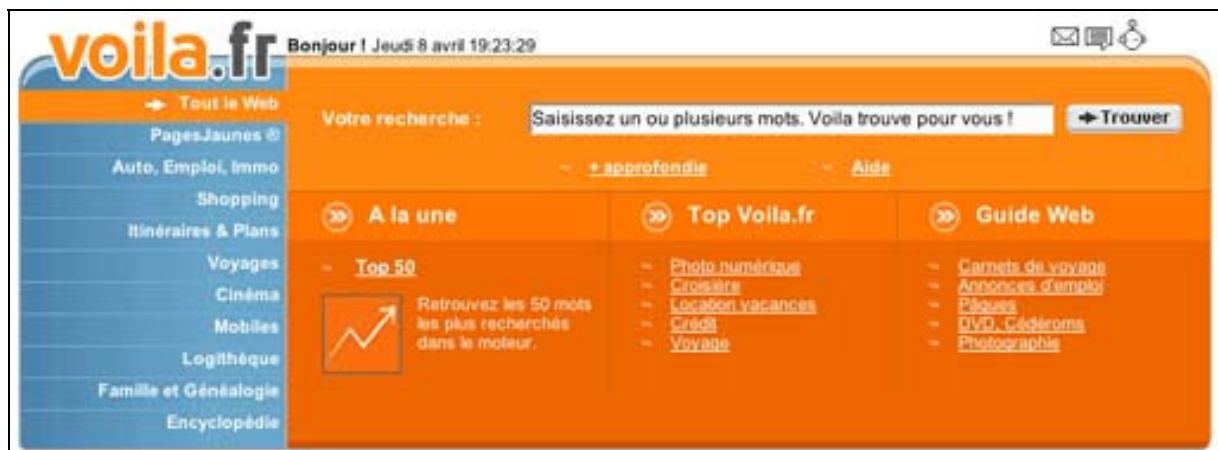 voila.fr
Bonjour ! Jeudi 8 avril 19:23:29
Tout le Web
PagesJaunes ®
Auto, Emploi, Immo
Shopping
Itinéraires & Plans
Voyages
Cinéma
Mobiles
Logithèque
Famille et Généalogie
Encyclopédie
Votre recherche :
Saisissez un ou plusieurs mots. Voila trouve pour vous !
Trouver
~ + approfondie
~ Aide
A la une
~ Top 50
Retrouvez les 50 mots
les plus recherchés
dans le moteur.
Top Voila.fr
~ Photo numérique
~ Croisière
~ Location vacances
~ Crédit
~ Voyage
Guide Web
~ Carnets de voyage
~ Annonces d'emploi
~ Pâques
~ DVD, Cédéroms
~ Photographie